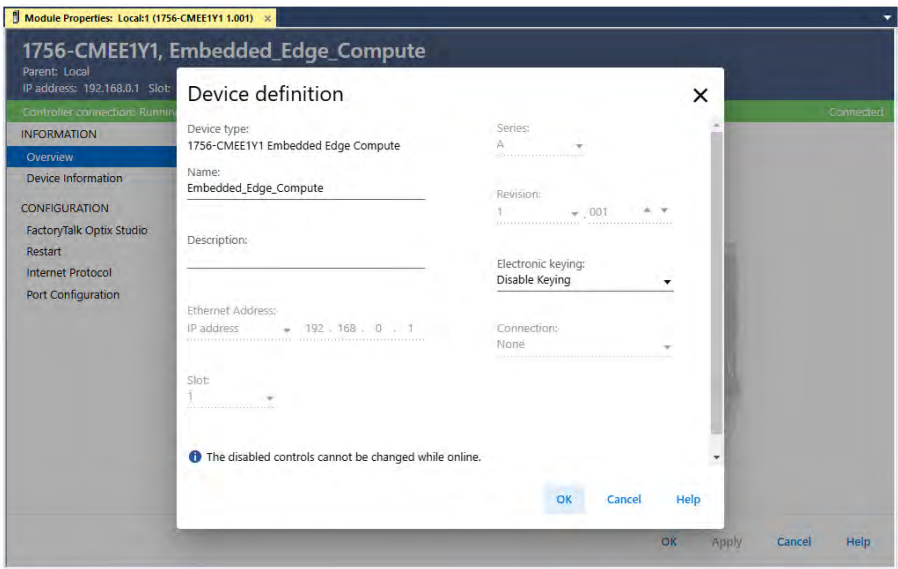 Module Properties: Local:1 (1756-CMEE1Y1 1.001) ×
1756-CMEE1Y1, Embedded_Edge_Compute
Parent: Local
IP address: 192.168.0.1 Slot:
Controller connection: Runnin
Connected
INFORMATION
Overview
Device Information
CONFIGURATION
FactoryTalk Optix Studio
Restart
Internet Protocol
Port Configuration
Device definition
Device type:
1756-CMEE1Y1 Embedded Edge Compute
Name:
Embedded_Edge_Compute
Description:
Ethernet Address:
IP address 192 . 168 . 0 . 1
Slot:
1
Series:
A
Revision:
1 . 001
Electronic keying:
Disable Keying
Connection:
None
The disabled controls cannot be changed while online.
OK Cancel Help
OK Apply Cancel Help